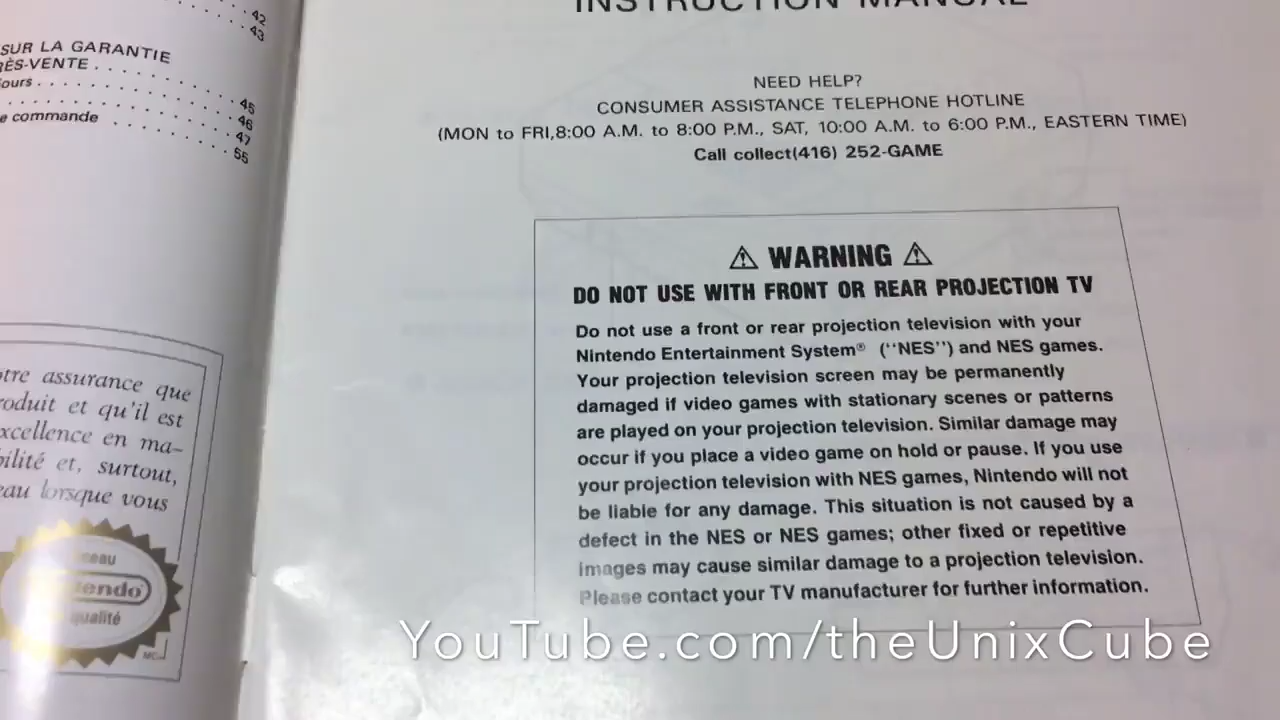 42
43
SUR LA GARANTIE
ÈS-VENTE
ours
45
46
e commande
47
55
otre assurance que
roduit et qu'il est
xcellence en ma-
bilité et, surtout,
eau lorsque vous
sceau
Nintendo
qualité
MC
INSTRUCTION MANUAL
NEED HELP?
CONSUMER ASSISTANCE TELEPHONE HOTLINE
(MON to FRI,8:00 A.M. to 8:00 P.M., SAT, 10:00 A.M. to 6:00 P.M., EASTERN TIME)
Call collect(416) 252-GAME
⚠ WARNING ⚠
DO NOT USE WITH FRONT OR REAR PROJECTION TV
Do not use a front or rear projection television with your
Nintendo Entertainment System® (''NES'') and NES games.
Your projection television screen may be permanently
damaged if video games with stationary scenes or patterns
are played on your projection television. Similar damage may
occur if you place a video game on hold or pause. If you use
your projection television with NES games, Nintendo will not
be liable for any damage. This situation is not caused by a
defect in the NES or NES games; other fixed or repetitive
images may cause similar damage to a projection television.
Please contact your TV manufacturer for further information.
YouTube.com/theUnixCube